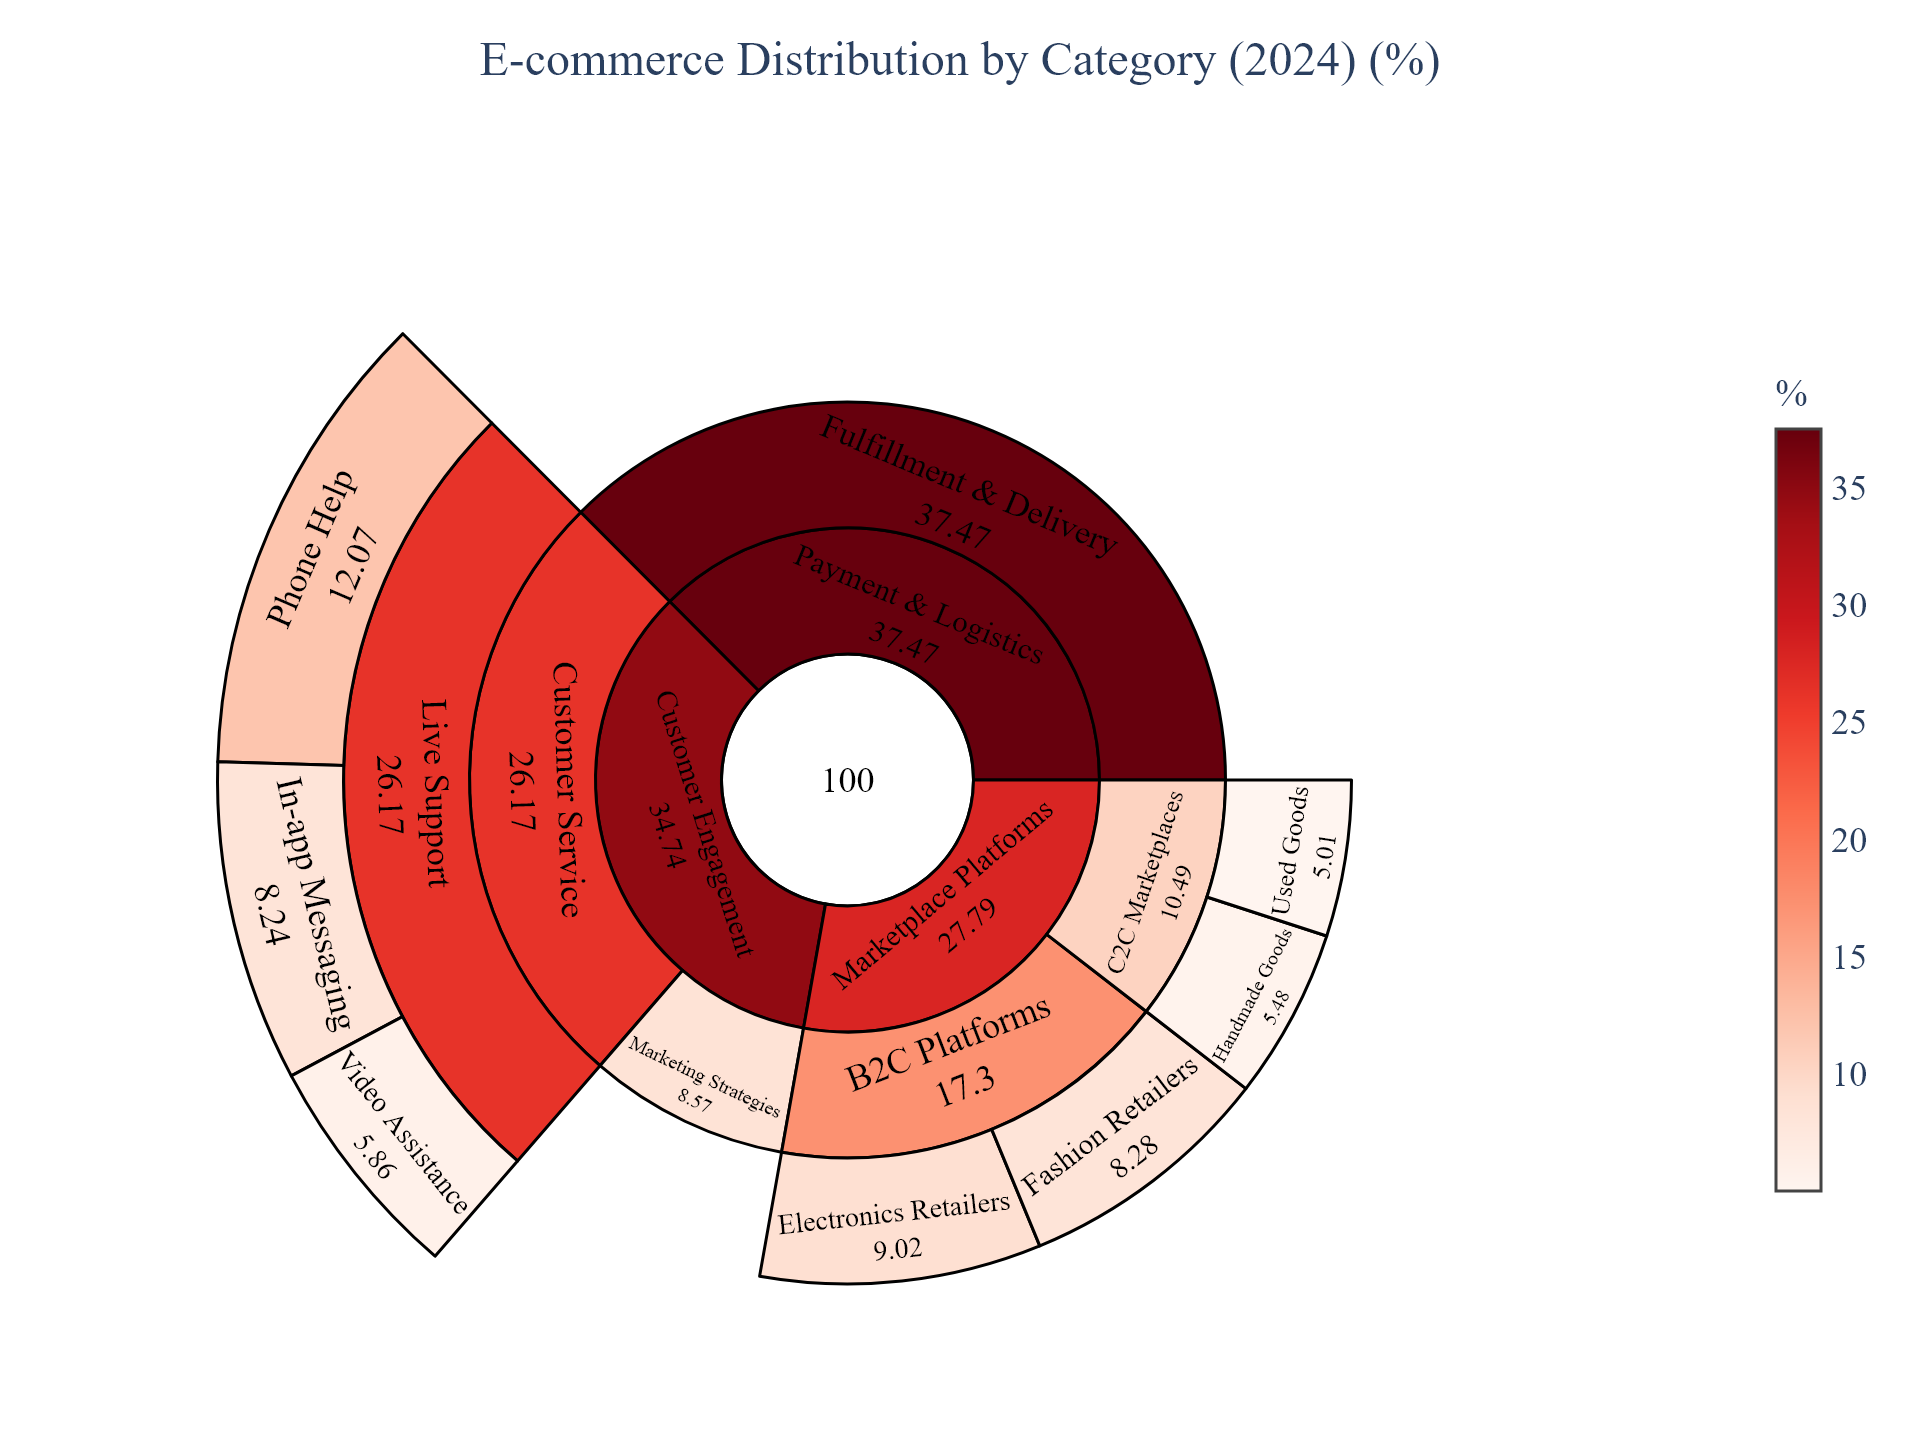 E-commerce Distribution by Category (2024) (%)
100
Payment & Logistics
37.47
Fulfillment & Delivery
37.47
Customer Engagement
34.74
Customer Service
26.17
Live Support
26.17
Phone Help
12.07
In-app Messaging
8.24
Video Assistance
5.86
Marketing Strategies
8.57
Marketplace Platforms
27.79
B2C Platforms
17.3
Electronics Retailers
9.02
Fashion Retailers
8.28
C2C Marketplaces
10.49
Handmade Goods
5.48
Used Goods
5.01
%
35
30
25
20
15
10